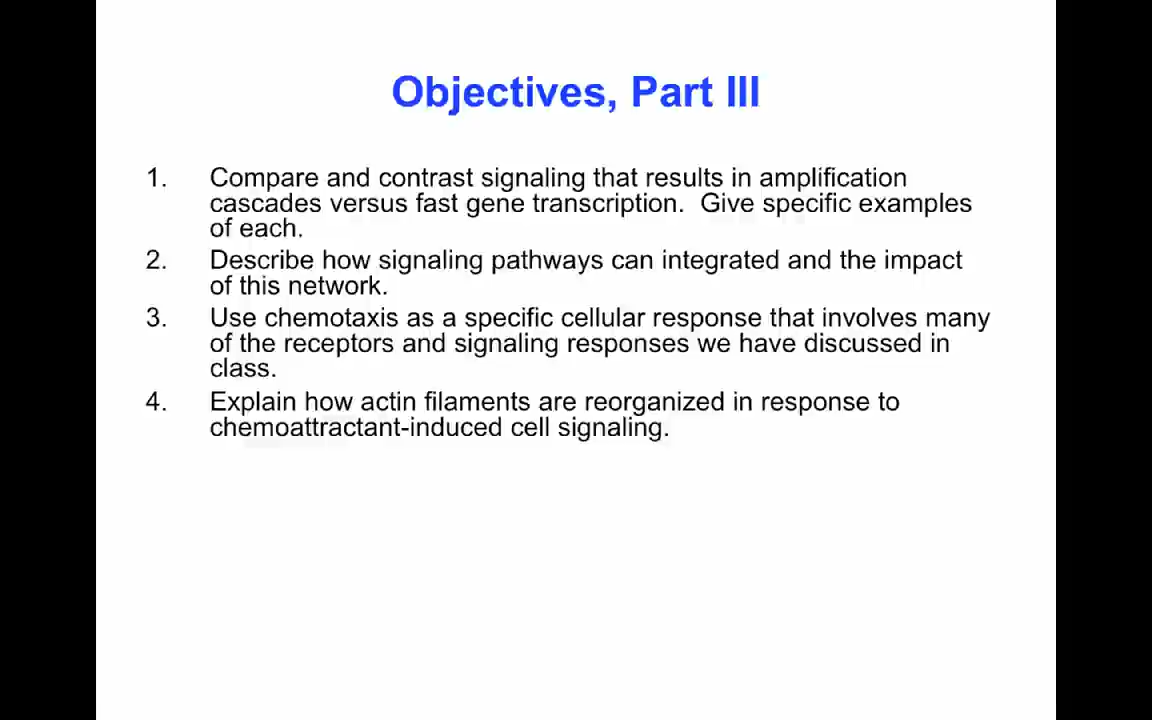 Objectives, Part III
1. Compare and contrast signaling that results in amplification
cascades versus fast gene transcription. Give specific examples
of each.
2. Describe how signaling pathways can integrated and the impact
of this network.
3. Use chemotaxis as a specific cellular response that involves many
of the receptors and signaling responses we have discussed in
class.
4. Explain how actin filaments are reorganized in response to
chemoattractant-induced cell signaling.